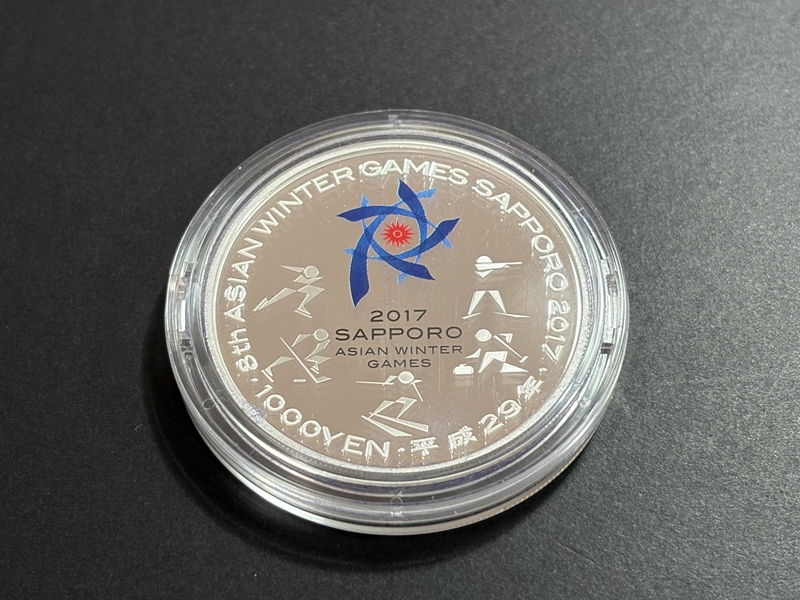 8th ASIAN WINTER GAMES SAPPORO 2017
2017
SAPPORO
ASIAN WINTER
GAMES
・1000YEN・平成29年・